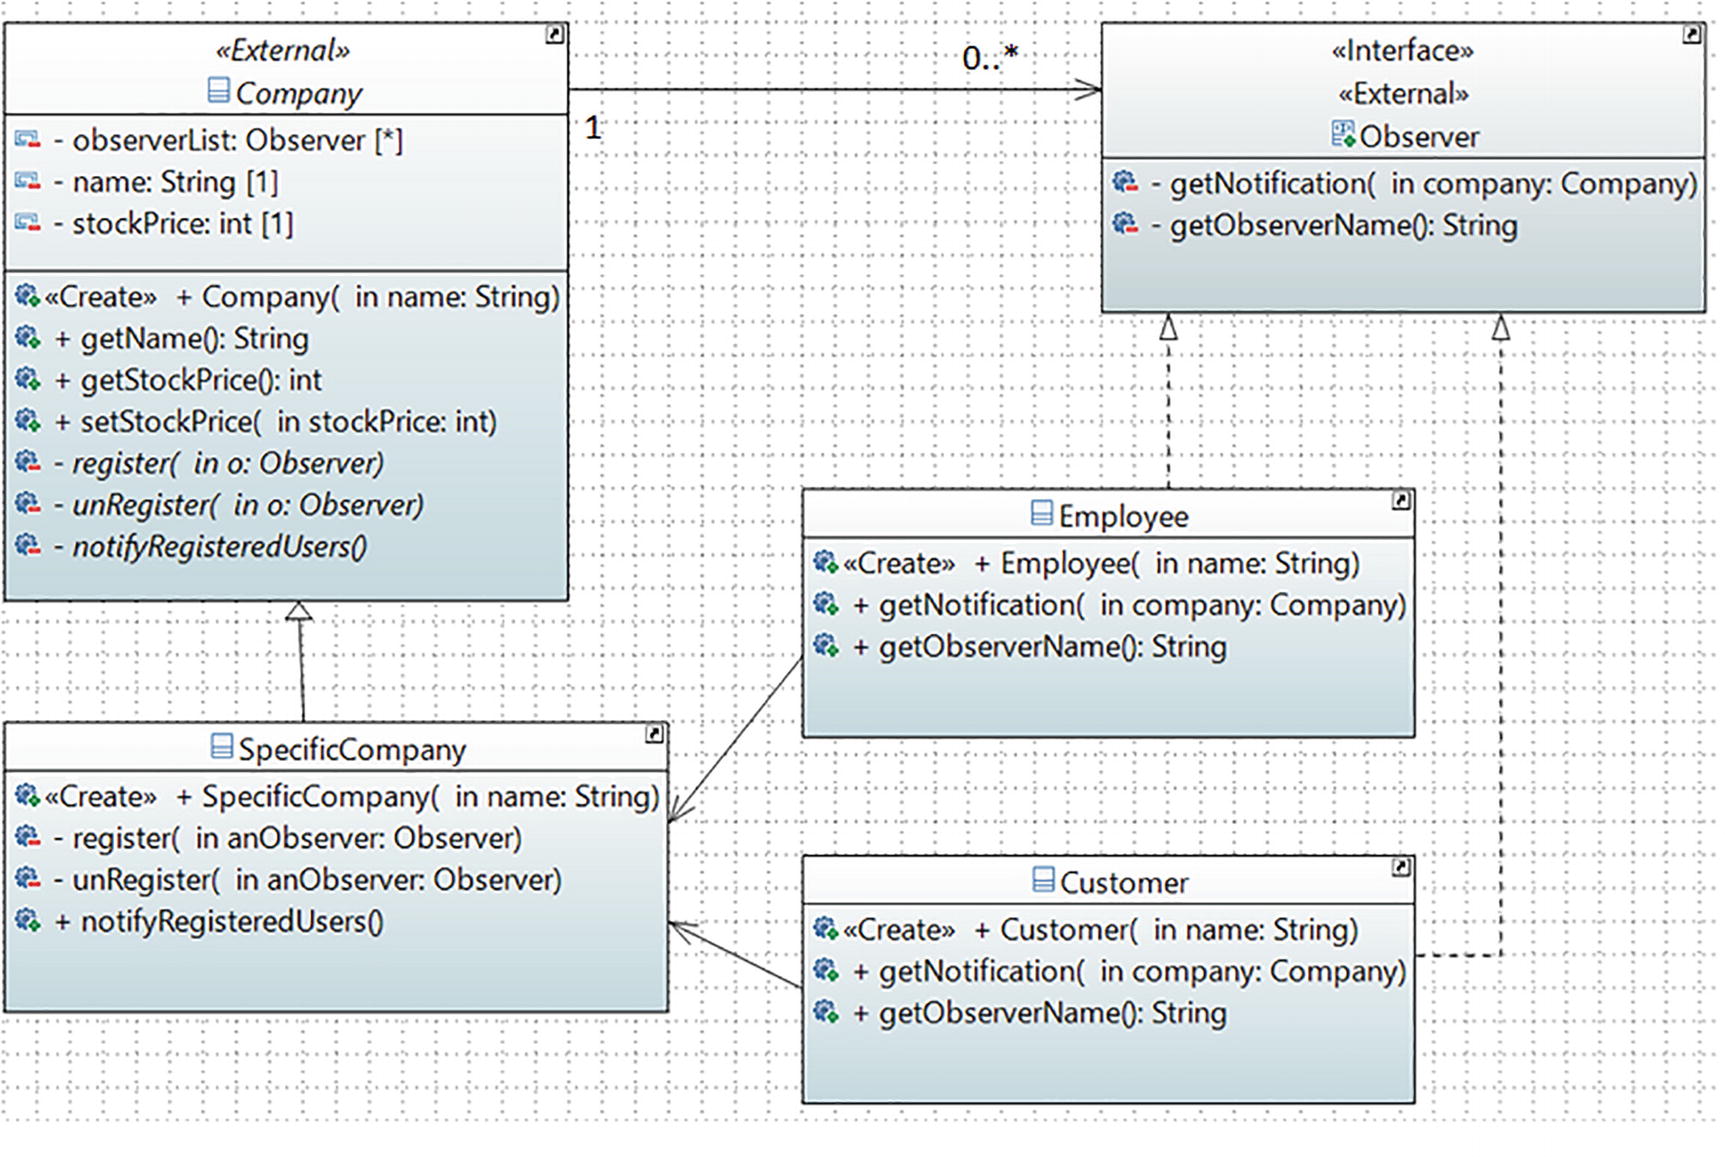 «External»
Company
- observerList: Observer [*]
- name: String [1]
- stockPrice: int [1]
«Create» + Company( in name: String)
+ getName(): String
+ getStockPrice(): int
+ setStockPrice( in stockPrice: int)
- register( in o: Observer)
- unRegister( in o: Observer)
- notifyRegisteredUsers()
1
0..*
«Interface»
«External»
Observer
- getNotification( in company: Company)
- getObserverName(): String
Employee
«Create» + Employee( in name: String)
+ getNotification( in company: Company)
+ getObserverName(): String
SpecificCompany
«Create» + SpecificCompany( in name: String)
- register( in anObserver: Observer)
- unRegister( in anObserver: Observer)
+ notifyRegisteredUsers()
Customer
«Create» + Customer( in name: String)
+ getNotification( in company: Company)
+ getObserverName(): String